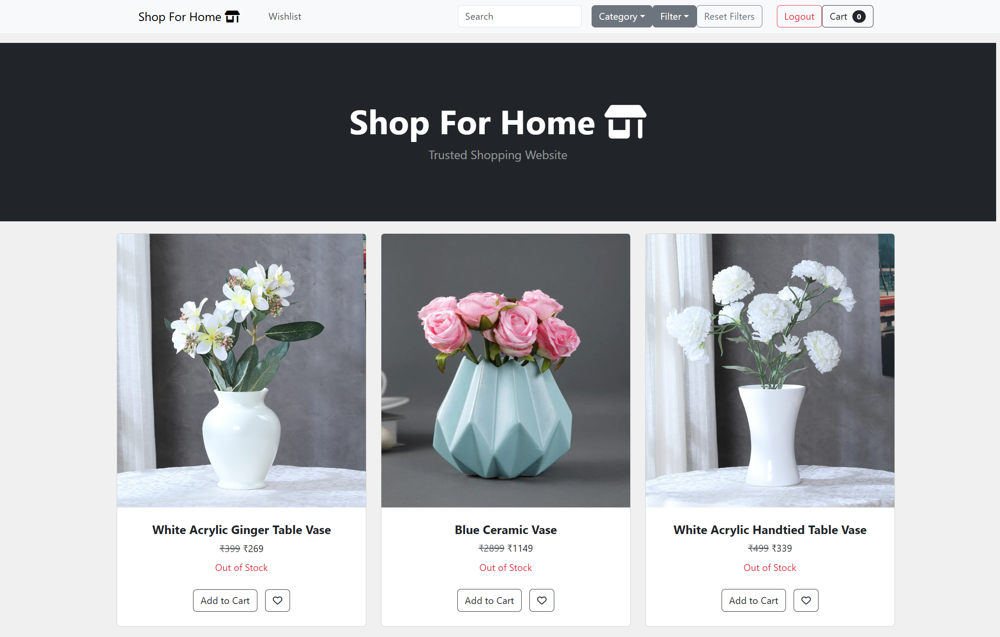 Shop For Home
Wishlist
Search
Category
Filter
Reset Filters
Logout
Cart 0
Shop For Home
Trusted Shopping Website
White Acrylic Ginger Table Vase
₹399 ₹269
Out of Stock
Add to Cart
Blue Ceramic Vase
₹2899 ₹1149
Out of Stock
Add to Cart
White Acrylic Handtied Table Vase
₹499 ₹339
Out of Stock
Add to Cart